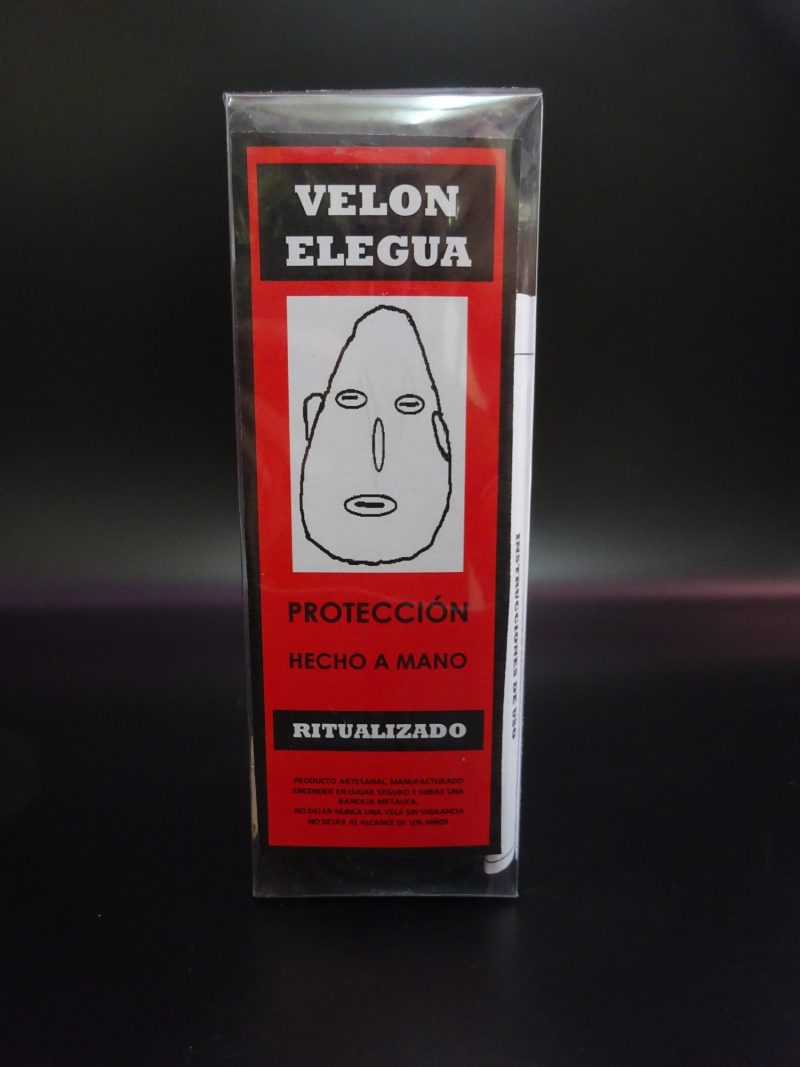 VELON
ELEGUA
PROTECCIÓN
HECHO A MANO
RITUALIZADO
PRODUCTO ARTESANAL, MANUFACTURADO
ENCENDER EN LUGAR SEGURO Y SOBRE UNA
BANDEJA METALICA.
NO DEJAR NUNCA UNA VELA SIN VIGILANCIA
NO DEJAR AL ALCANCE DE LOS NIÑOS
INSTRUCCIONES DE USO